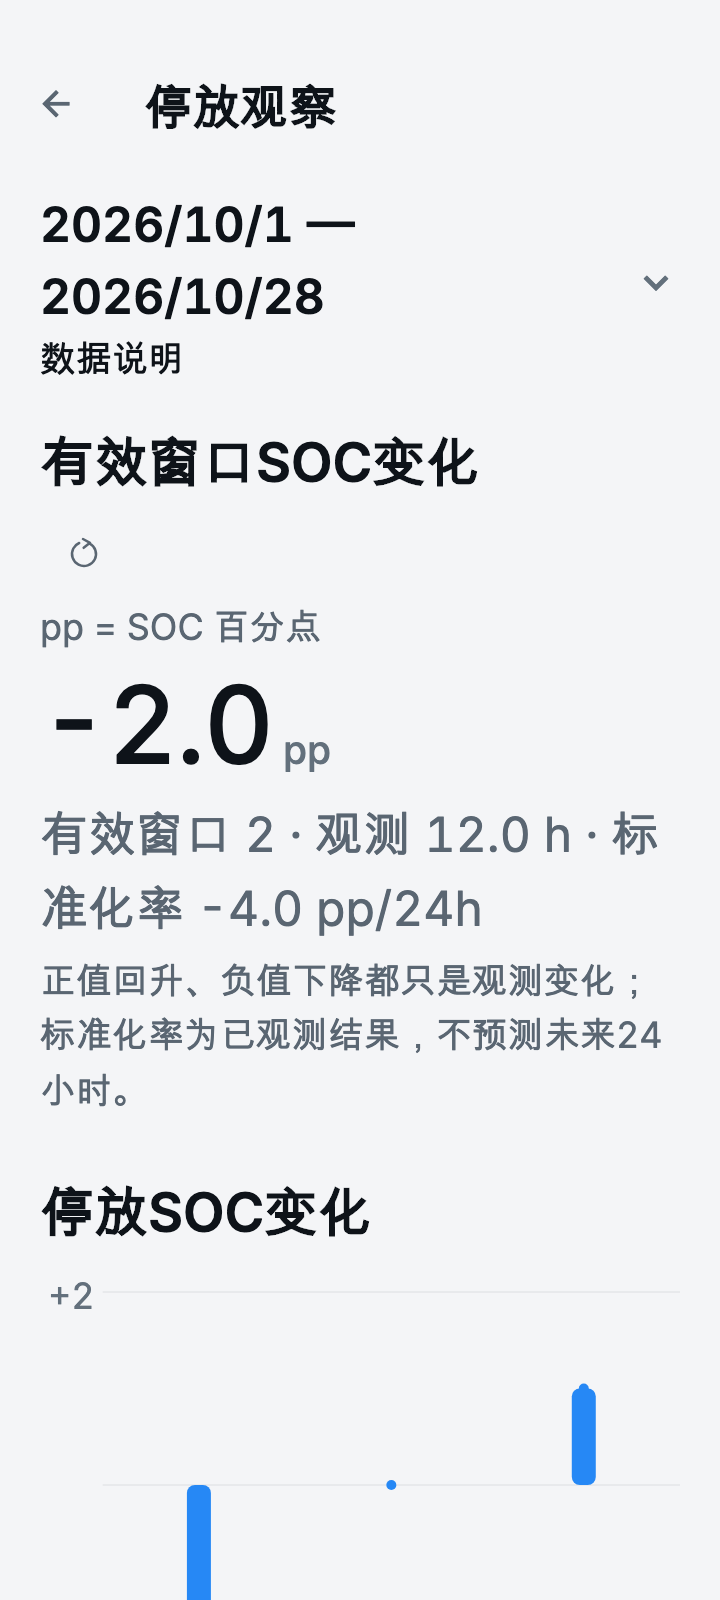 停放观察
2026/10/1 —
2026/10/28
数据说明
有效窗口SOC变化
pp = SOC 百分点
-2.0 pp
有效窗口 2 · 观测 12.0 h · 标
准化率 -4.0 pp/24h
正值回升、负值下降都只是观测变化；
标准化率为已观测结果，不预测未来24
小时。
停放SOC变化
+2